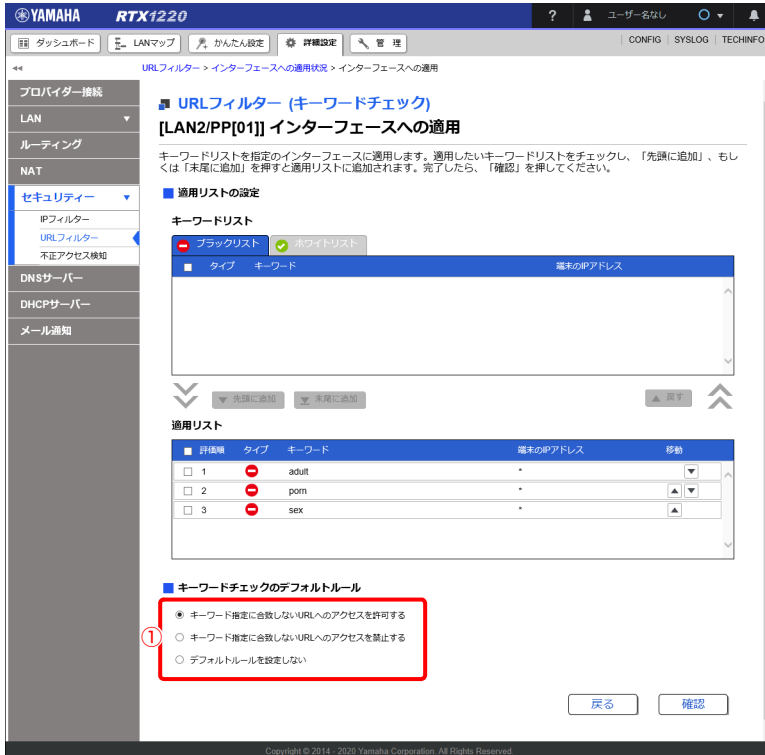 YAMAHA RTX1220 ? ユーザー名なし
ダッシュボード LANマップ かんたん設定 詳細設定 管 理 CONFIG SYSLOG TECHINFO
URLフィルター > インターフェースへの適用状況 > インターフェースへの適用
プロバイダー接続
LAN
ルーティング
NAT
セキュリティー
IPフィルター
URLフィルター
不正アクセス検知
DNSサーバー
DHCPサーバー
メール通知
URLフィルター (キーワードチェック)
[LAN2/PP[01]] インターフェースへの適用
キーワードリストを指定のインターフェースに適用します。適用したいキーワードリストをチェックし、「先頭に追加」、もし
くは「末尾に追加」を押すと適用リストに追加されます。完了したら、「確認」を押してください。
適用リストの設定
キーワードリスト
ブラックリスト ホワイトリスト
タイプ キーワード 端末のIPアドレス
先頭に追加 末尾に追加 戻す
適用リスト
評価順 タイプ キーワード 端末のIPアドレス 移動
1 adult *
2 porn *
3 sex *
キーワードチェックのデフォルトルール
①
キーワード指定に合致しないURLへのアクセスを許可する
キーワード指定に合致しないURLへのアクセスを禁止する
デフォルトルールを設定しない
戻る 確認
Copyright © 2014 - 2020 Yamaha Corporation. All Rights Reserved.